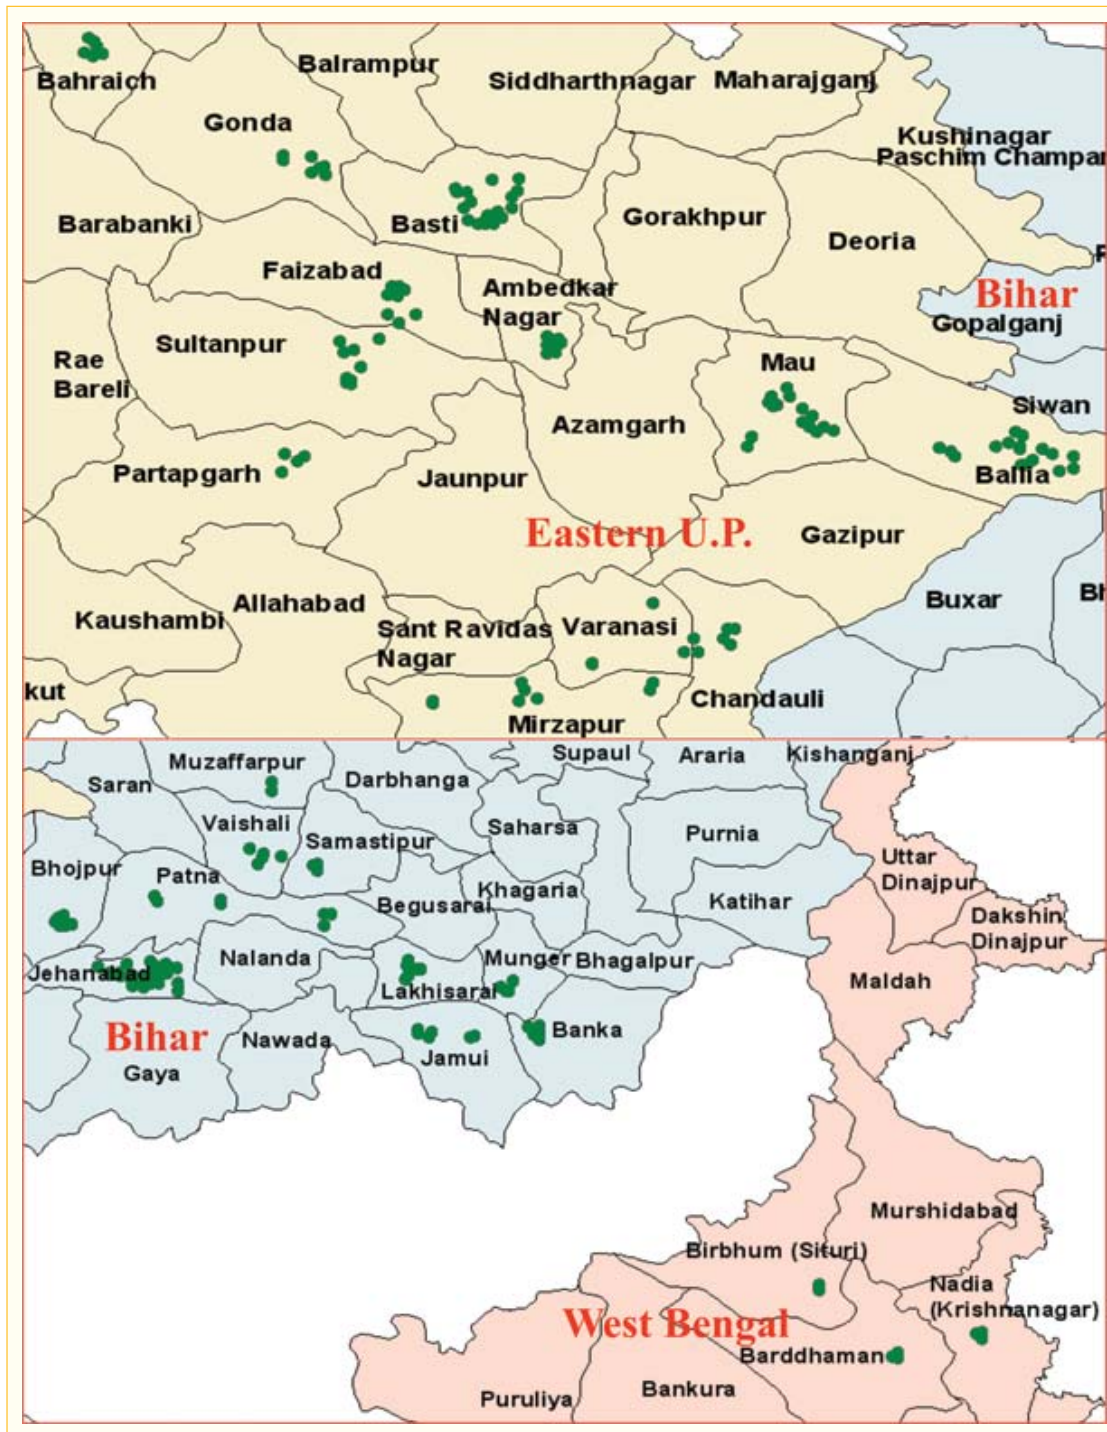 Bahraich
Balrampur
Siddharthnagar
Maharajganj
Gonda
Kushinagar
Paschim Champar
Barabanki
Basti
Gorakhpur
Deoria
Faizabad
Ambedkar
Nagar
Bihar
Gopalganj
Sultanpur
Rae
Bareli
Mau
Siwan
Azamgarh
Partapgarh
Jaunpur
Ballia
Eastern U.P.
Gazipur
Kaushambi
Allahabad
Sant Ravidas
Nagar
Varanasi
Buxar
Bh
kut
Mirzapur
Chandauli
Saran
Muzaffarpur
Darbhanga
Supaul
Araria
Kishanganj
Vaishali
Samastipur
Saharsa
Purnia
Bhojpur
Patna
Begusarai
Khagaria
Katihar
Uttar
Dinajpur
Dakshin
Dinajpur
Jehanabad
Nalanda
Lakhisarai
Munger
Bhagalpur
Maldah
Bihar
Gaya
Nawada
Jamui
Banka
Murshidabad
Birbhum (Situri)
Nadia
(Krishnanagar)
West Bengal
Barddhaman
Puruliya
Bankura